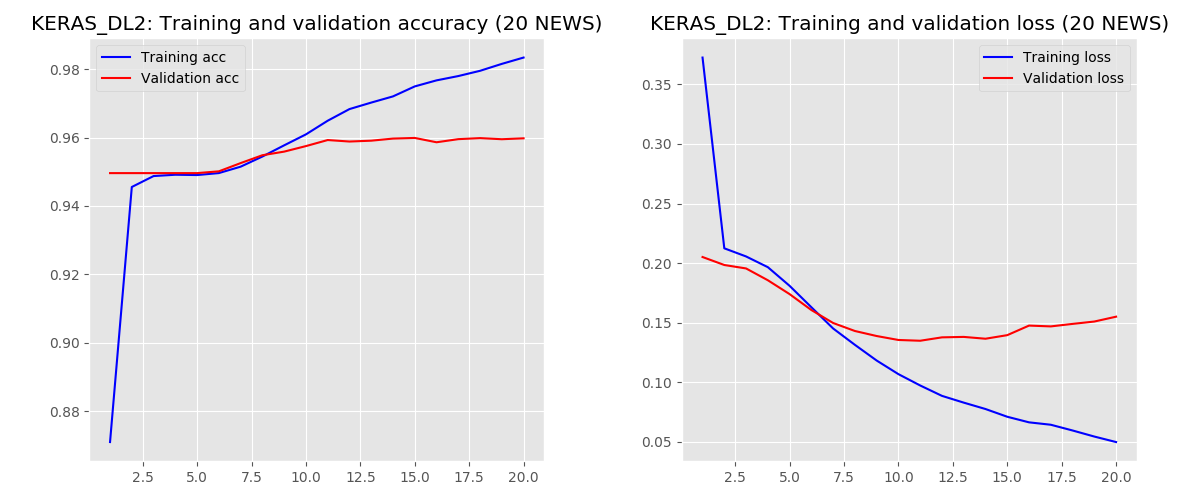 KERAS_DL2: Training and validation accuracy (20 NEWS)
Training acc
Validation acc
0.98
0.96
0.94
0.92
0.90
0.88
2.5 5.0 7.5 10.0 12.5 15.0 17.5 20.0
KERAS_DL2: Training and validation loss (20 NEWS)
Training loss
Validation loss
0.35
0.30
0.25
0.20
0.15
0.10
0.05
2.5 5.0 7.5 10.0 12.5 15.0 17.5 20.0